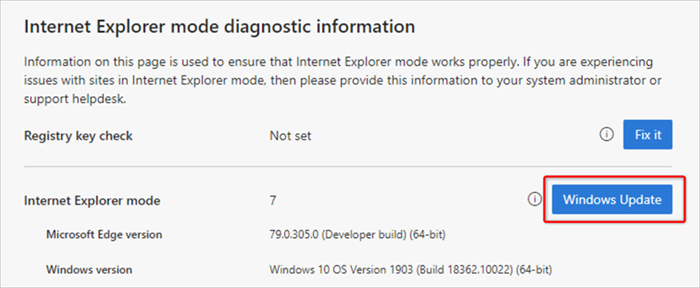 Internet Explorer mode diagnostic information
Information on this page is used to ensure that Internet Explorer mode works properly. If you are experiencing
issues with sites in Internet Explorer mode, then please provide this information to your system administrator or
support helpdesk.
Registry key check Not set Fix it
Internet Explorer mode 7 Windows Update
Microsoft Edge version 79.0.305.0 (Developer build) (64-bit)
Windows version Windows 10 OS Version 1903 (Build 18362.10022) (64-bit)